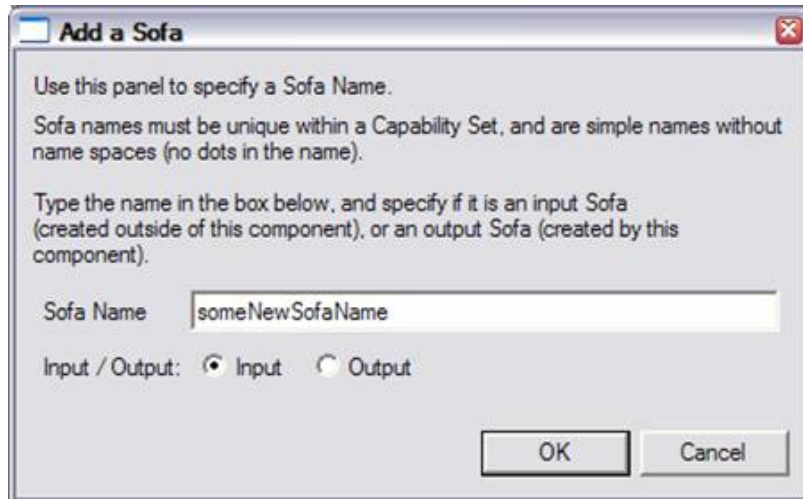 Add a Sofa
Use this panel to specify a Sofa Name.
Sofa names must be unique within a Capability Set, and are simple names without
name spaces (no dots in the name).
Type the name in the box below, and specify if it is an input Sofa
(created outside of this component), or an output Sofa (created by this
component).
Sofa Name someNewSofaName
Input / Output: Input Output
OK Cancel